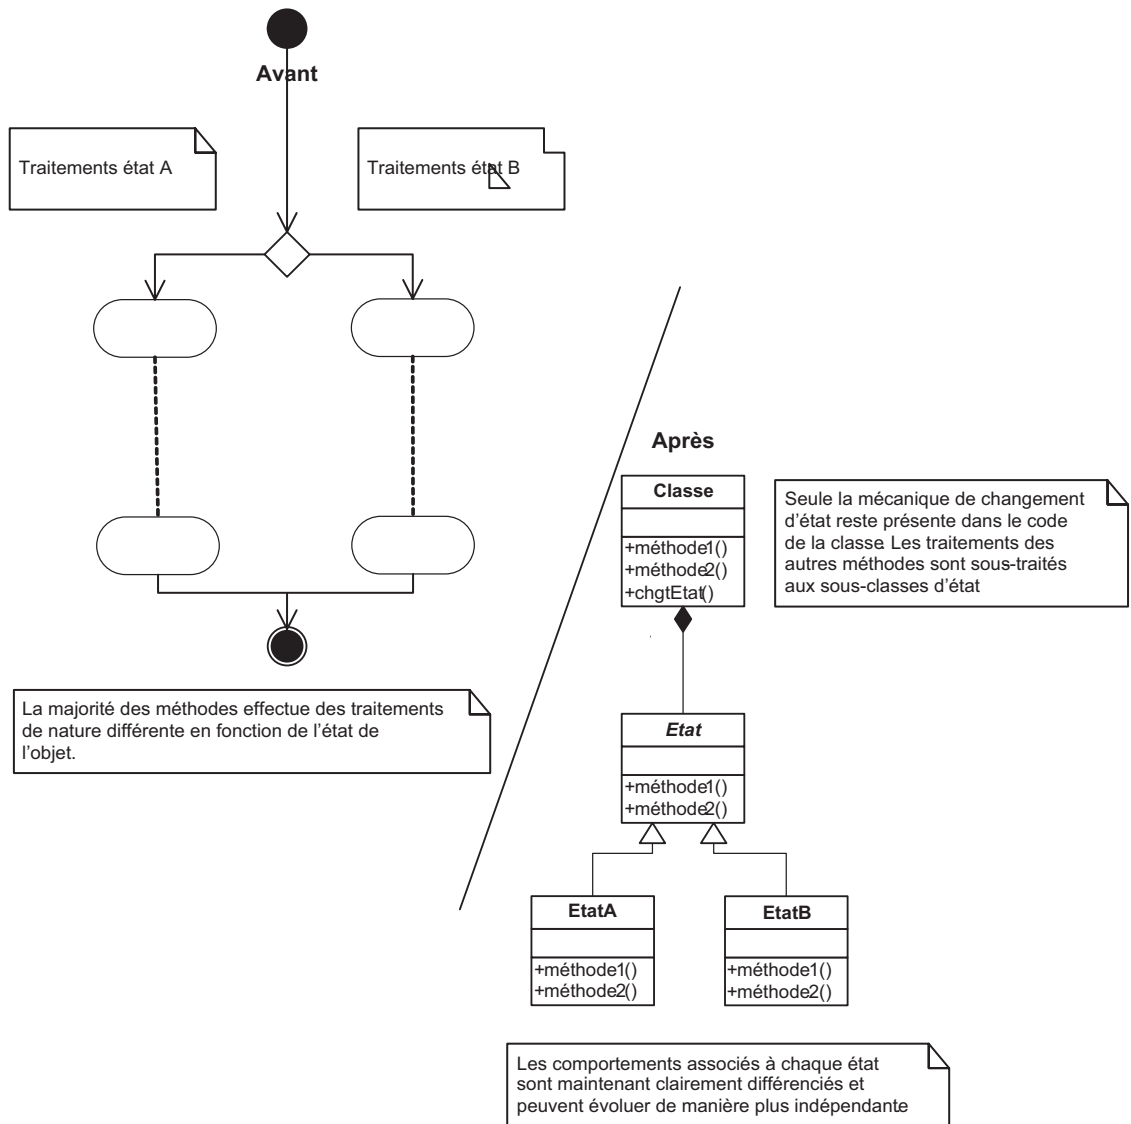 Avant
Traitements état A
Traitements état B
La majorité des méthodes effectue des traitements
de nature différente en fonction de l'état de
l'objet.
Après
Classe
+méthode1()
+méthode2()
+chgtEtat()
Seule la mécanique de changement
d'état reste présente dans le code
de la classe. Les traitements des
autres méthodes sont sous-traités
aux sous-classes d'état
Etat
+méthode1()
+méthode2()
EtatA
+méthode1()
+méthode2()
EtatB
+méthode1()
+méthode2()
Les comportements associés à chaque état
sont maintenant clairement différenciés et
peuvent évoluer de manière plus indépendante.